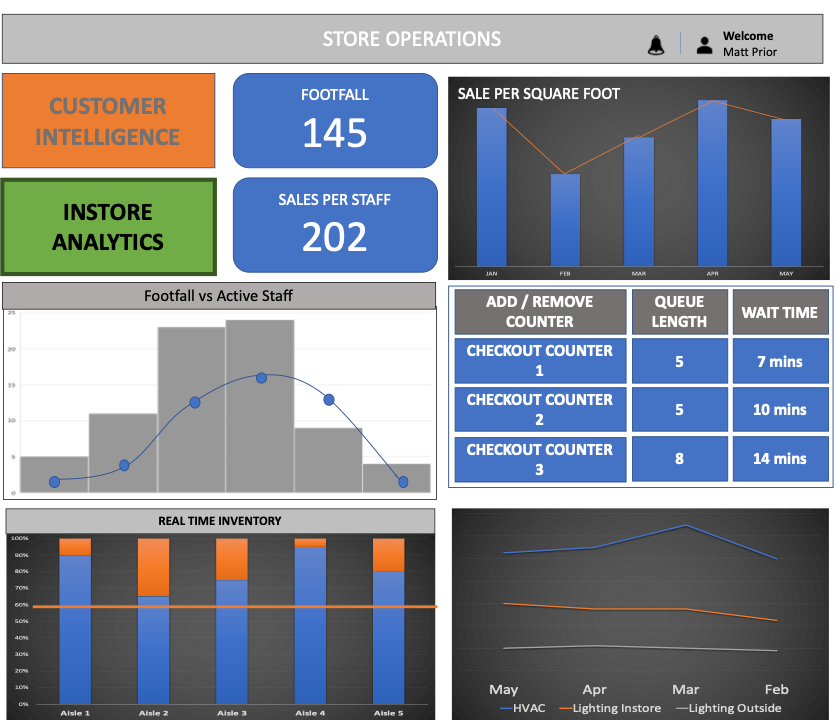 STORE OPERATIONS
Welcome
Matt Prior
CUSTOMER
INTELLIGENCE
FOOTFALL
145
SALE PER SQUARE FOOT
JAN FEB MAR APR MAY
INSTORE
ANALYTICS
SALES PER STAFF
202
Footfall vs Active Staff
25
20
15
10
5
0
ADD / REMOVE
COUNTER
QUEUE
LENGTH
WAIT TIME
CHECKOUT COUNTER
1
5
7 mins
CHECKOUT COUNTER
2
5
10 mins
CHECKOUT COUNTER
3
8
14 mins
REAL TIME INVENTORY
100%
90%
80%
70%
60%
50%
40%
30%
20%
10%
0%
Aisle 1 Aisle 2 Aisle 3 Aisle 4 Aisle 5
May Apr Mar Feb
HVAC Lighting Instore Lighting Outside